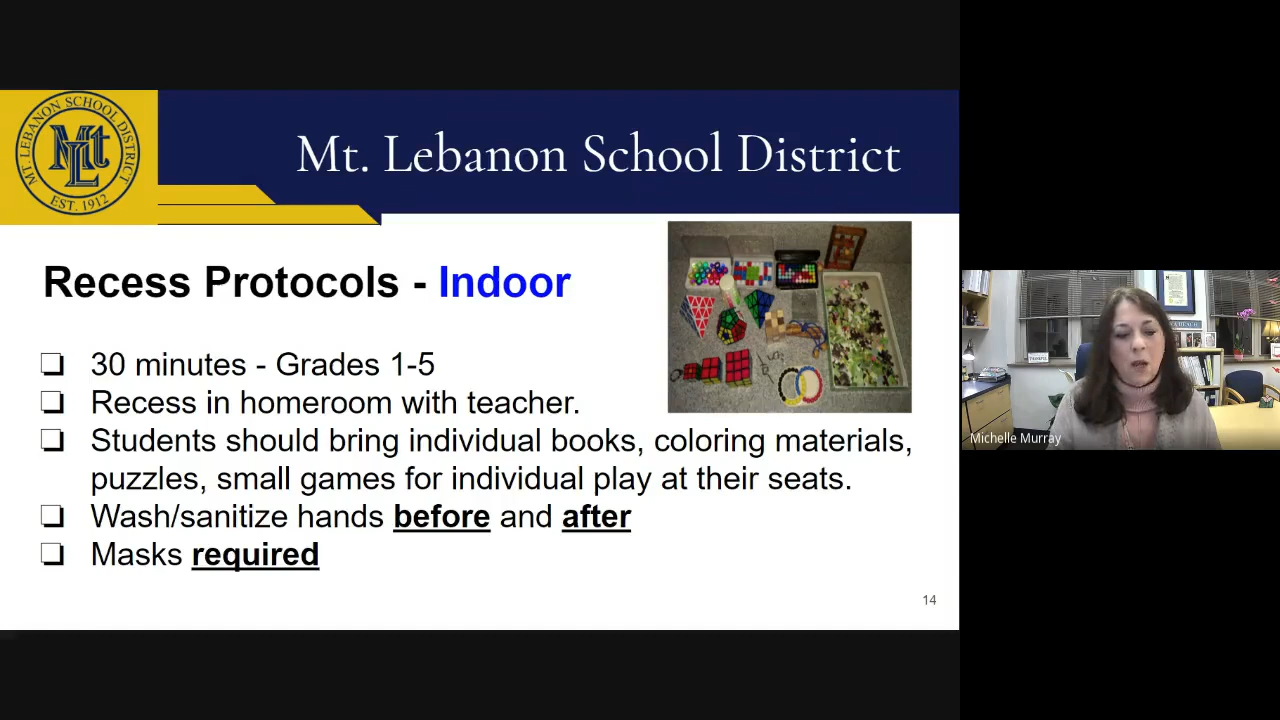 MT. LEBANON SCHOOL DISTRICT
MtL
EST. 1912
Mt. Lebanon School District
Recess Protocols - Indoor
❏ 30 minutes - Grades 1-5
❏ Recess in homeroom with teacher.
❏ Students should bring individual books, coloring materials,
puzzles, small games for individual play at their seats.
❏ Wash/sanitize hands before and after
❏ Masks required
14
Michelle Murray